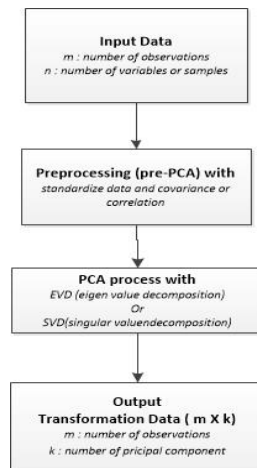 Input Data
m : number of observations
n : number of variables or samples
Preprocessing (pre-PCA) with
standardize data and covariance or
correlation
PCA process with
EVD (eigen value decomposition)
Or
SVD(singular valuendecomposition)
Output
Transformation Data ( m X k)
m : number of observations
k : number of pricipal component